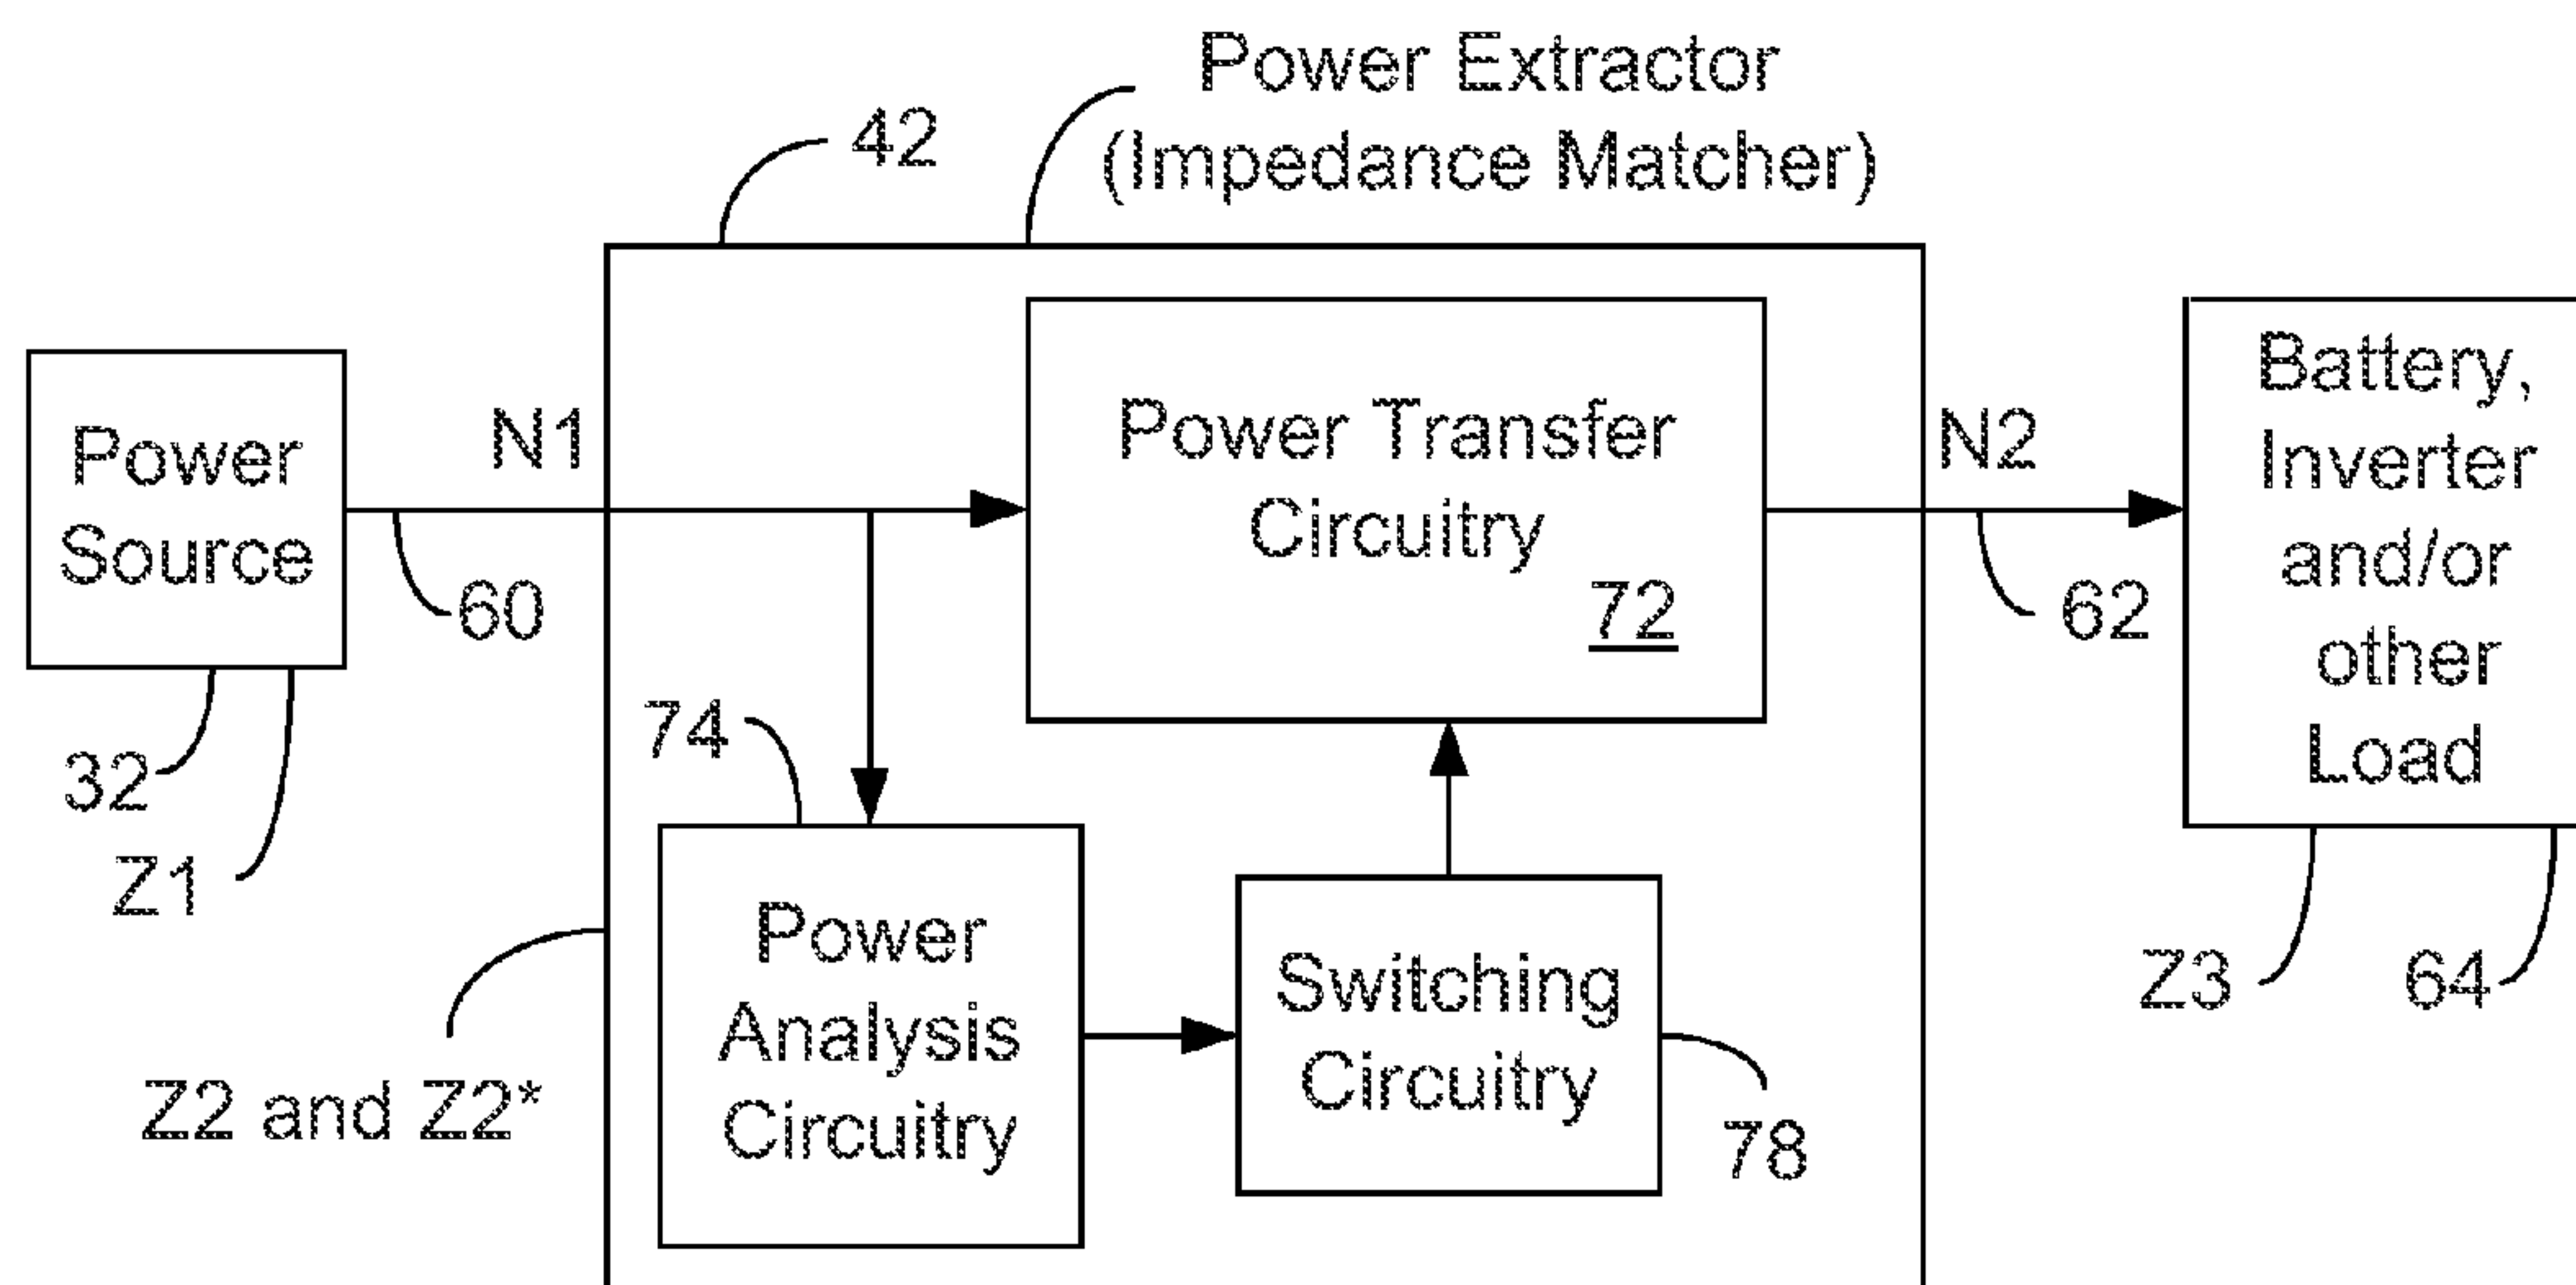 Power Extractor
(Impedance Matcher)
42
Power
Source
N1
60
32
Z1
Power Transfer
Circuitry
72
N2
62
Battery,
Inverter
and/or
other
Load
Z3
64
74
Power
Analysis
Circuitry
Switching
Circuitry
78
Z2 and Z2*